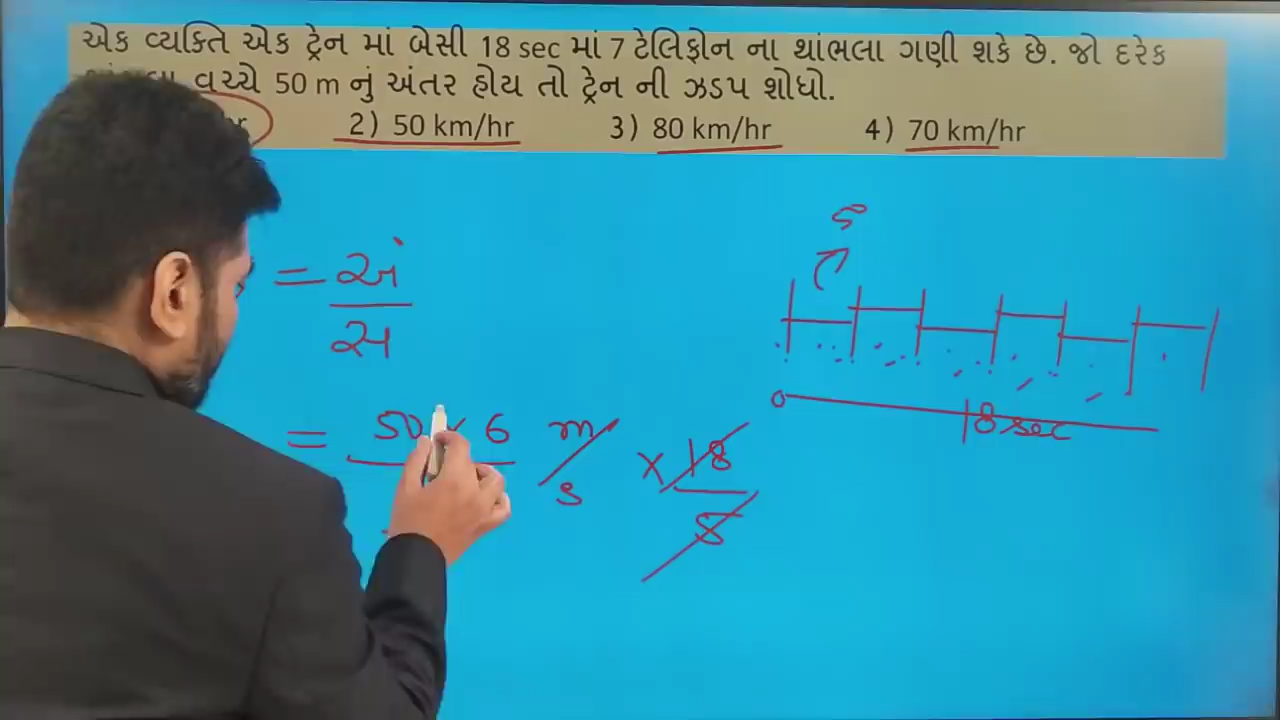 એક વ્યક્તિ એક ટ્રેન માં બેસી 18 sec માં 7 ટેલિફોન ના થાંભલા ગણી શકે છે. જો દરેક
વચ્ચે 50 m નું અંતર હોય તો ટ્રેન ની ઝડપ શોધો.
2) 50 km/hr 3) 80 km/hr 4) 70 km/hr
= અં
સ
= 50 × 6 m/s × 18/5
18 sec